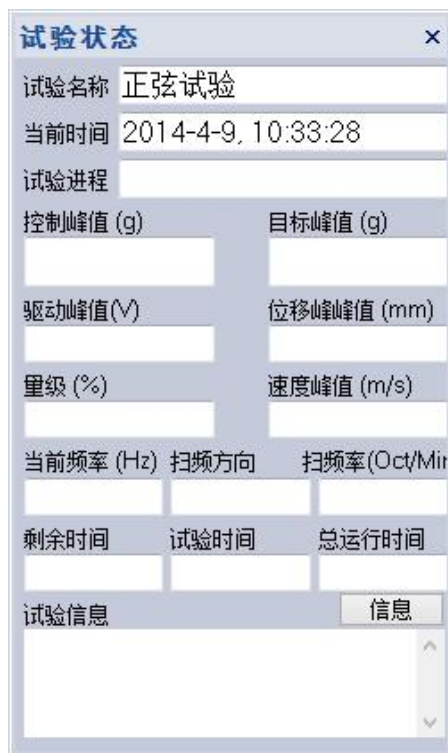 试验状态 ×
试验名称 正弦试验
当前时间 2014-4-9, 10:33:28
试验进程
控制峰值 (g) 目标峰值 (g)
驱动峰值(V) 位移峰峰值 (mm)
量级 (%) 速度峰值 (m/s)
当前频率 (Hz) 扫频方向 扫频率(Oct/Min
剩余时间 试验时间 总运行时间
试验信息 信息